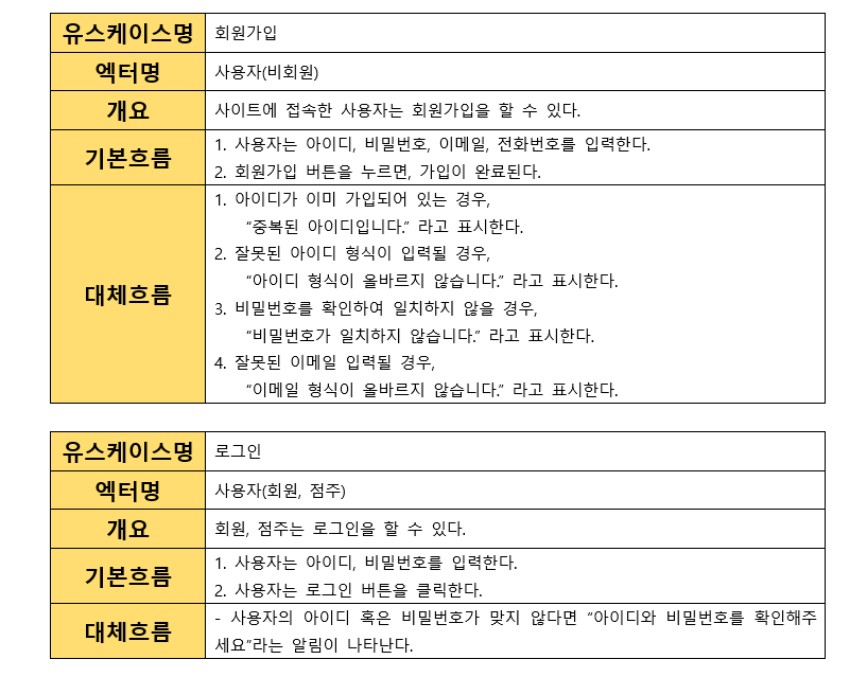 유스케이스명 회원가입
엑터명 사용자(비회원)
개요 사이트에 접속한 사용자는 회원가입을 할 수 있다.
기본흐름
1. 사용자는 아이디, 비밀번호, 이메일, 전화번호를 입력한다.
2. 회원가입 버튼을 누르면, 가입이 완료된다.
대체흐름
1. 아이디가 이미 가입되어 있는 경우,
“중복된 아이디입니다.” 라고 표시한다.
2. 잘못된 아이디 형식이 입력될 경우,
“아이디 형식이 올바르지 않습니다.” 라고 표시한다.
3. 비밀번호를 확인하여 일치하지 않을 경우,
“비밀번호가 일치하지 않습니다.” 라고 표시한다.
4. 잘못된 이메일 입력될 경우,
“이메일 형식이 올바르지 않습니다.” 라고 표시한다.
유스케이스명 로그인
엑터명 사용자(회원, 점주)
개요 회원, 점주는 로그인을 할 수 있다.
기본흐름
1. 사용자는 아이디, 비밀번호를 입력한다.
2. 사용자는 로그인 버튼을 클릭한다.
대체흐름
- 사용자의 아이디 혹은 비밀번호가 맞지 않다면 “아이디와 비밀번호를 확인해주
세요”라는 알림이 나타난다.